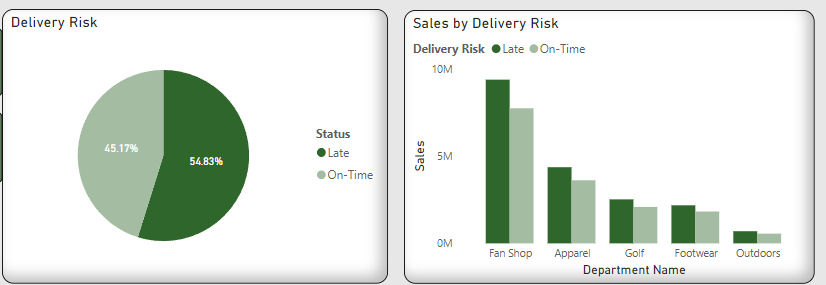 Delivery Risk
45.17%
54.83%
Status
Late
On-Time
Sales by Delivery Risk
Delivery Risk Late On-Time
10M
5M
0M
Sales
Fan Shop Apparel Golf Footwear Outdoors
Department Name